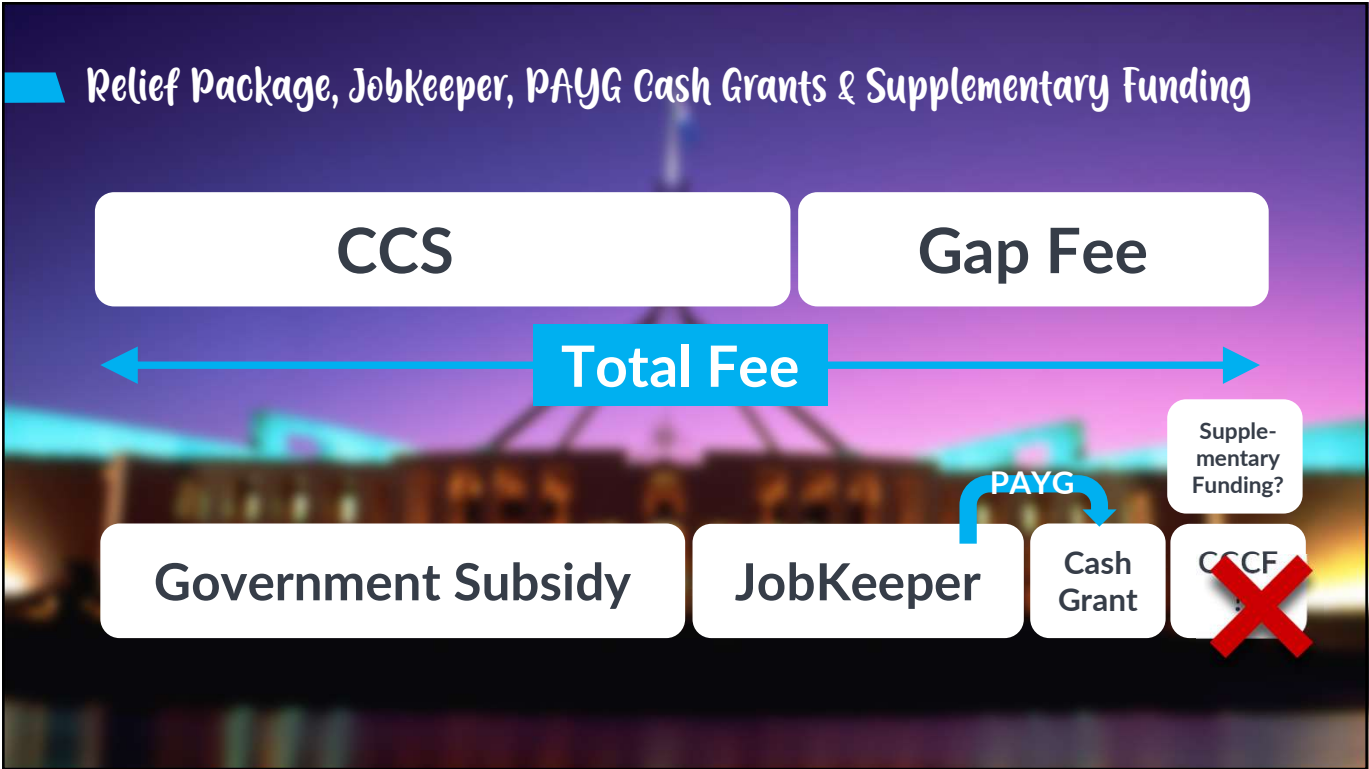 Relief Package, JobKeeper, PAYG Cash Grants & Supplementary Funding
CCS
Gap Fee
Total Fee
Supple-
mentary
Funding?
PAYG
Government Subsidy
JobKeeper
Cash
Grant
CCCF